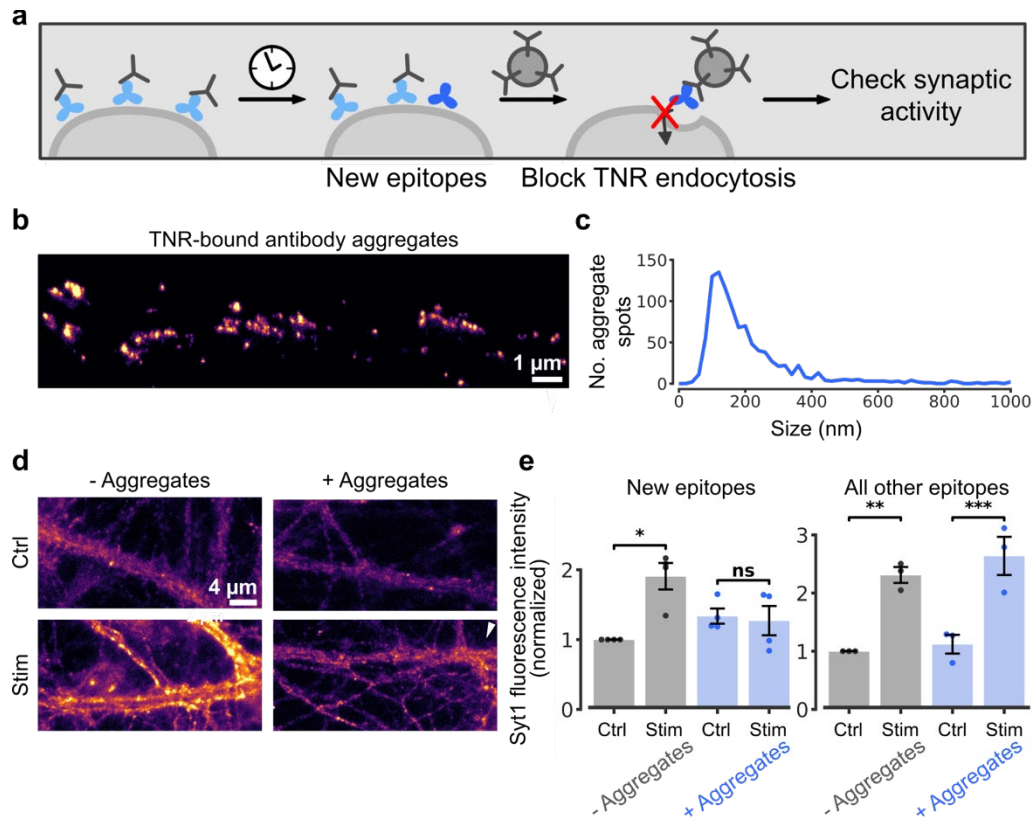 a
New epitopes
Block TNR endocytosis
Check synaptic
activity
b
TNR-bound antibody aggregates
1 µm
c
No. aggregate
spots
150
100
50
0
0
200
400
600
800
1000
Size (nm)
d
- Aggregates
+ Aggregates
Ctrl
4 µm
Stim
e
Syt1 fluorescence intensity
(normalized)
New epitopes
*
ns
2
1
0
Ctrl
Stim
Ctrl
Stim
- Aggregates
+ Aggregates
All other epitopes
**
***
3
2
1
0
Ctrl
Stim
Ctrl
Stim
- Aggregates
+ Aggregates